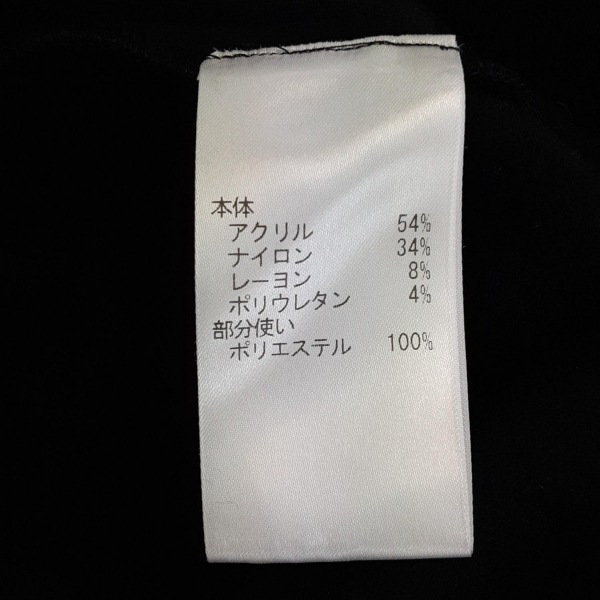 本体
アクリル 54%
ナイロン 34%
レーヨン 8%
ポリウレタン 4%
部分使い
ポリエステル 100%